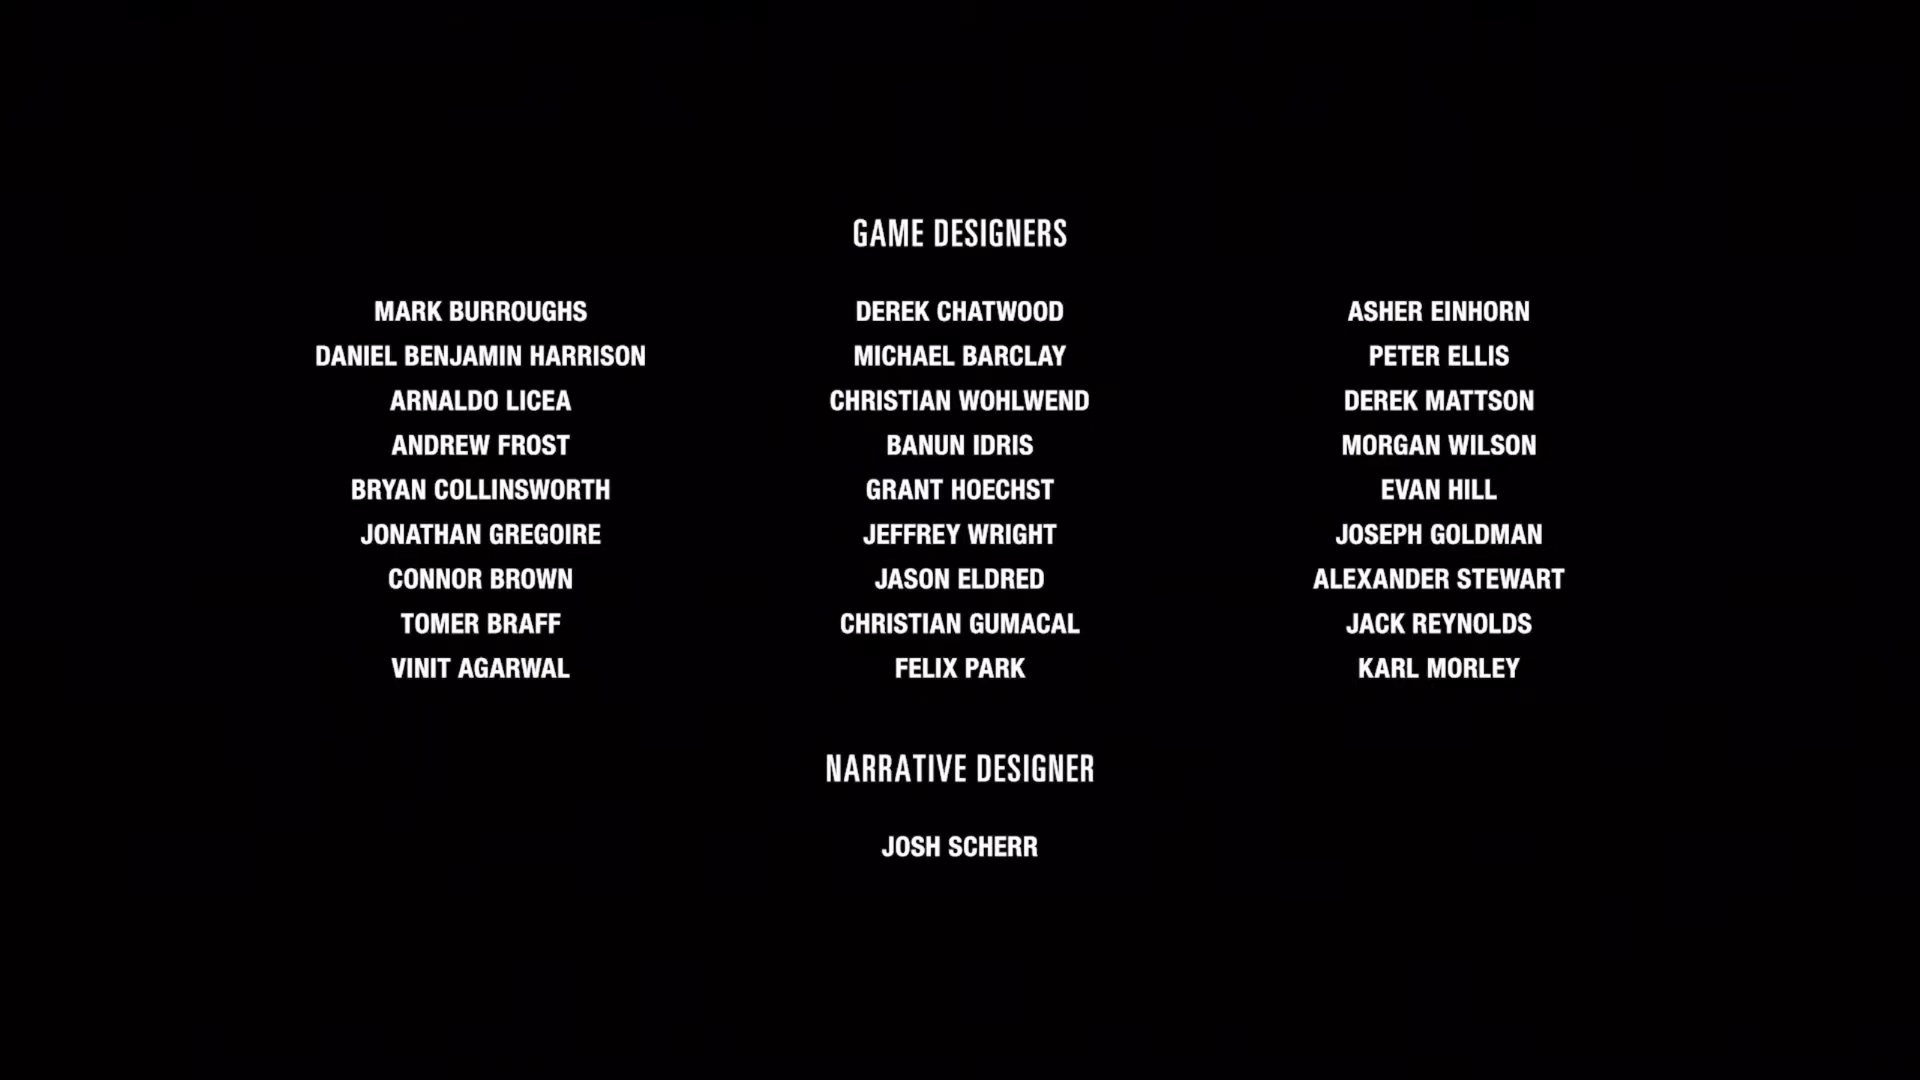 GAME DESIGNERS
MARK BURROUGHS DEREK CHATWOOD ASHER EINHORN
DANIEL BENJAMIN HARRISON MICHAEL BARCLAY PETER ELLIS
ARNALDO LICEA CHRISTIAN WOHLWEND DEREK MATTSON
ANDREW FROST BANUN IDRIS MORGAN WILSON
BRYAN COLLINSWORTH GRANT HOECHST EVAN HILL
JONATHAN GREGOIRE JEFFREY WRIGHT JOSEPH GOLDMAN
CONNOR BROWN JASON ELDRED ALEXANDER STEWART
TOMER BRAFF CHRISTIAN GUMACAL JACK REYNOLDS
VINIT AGARWAL FELIX PARK KARL MORLEY
NARRATIVE DESIGNER
JOSH SCHERR